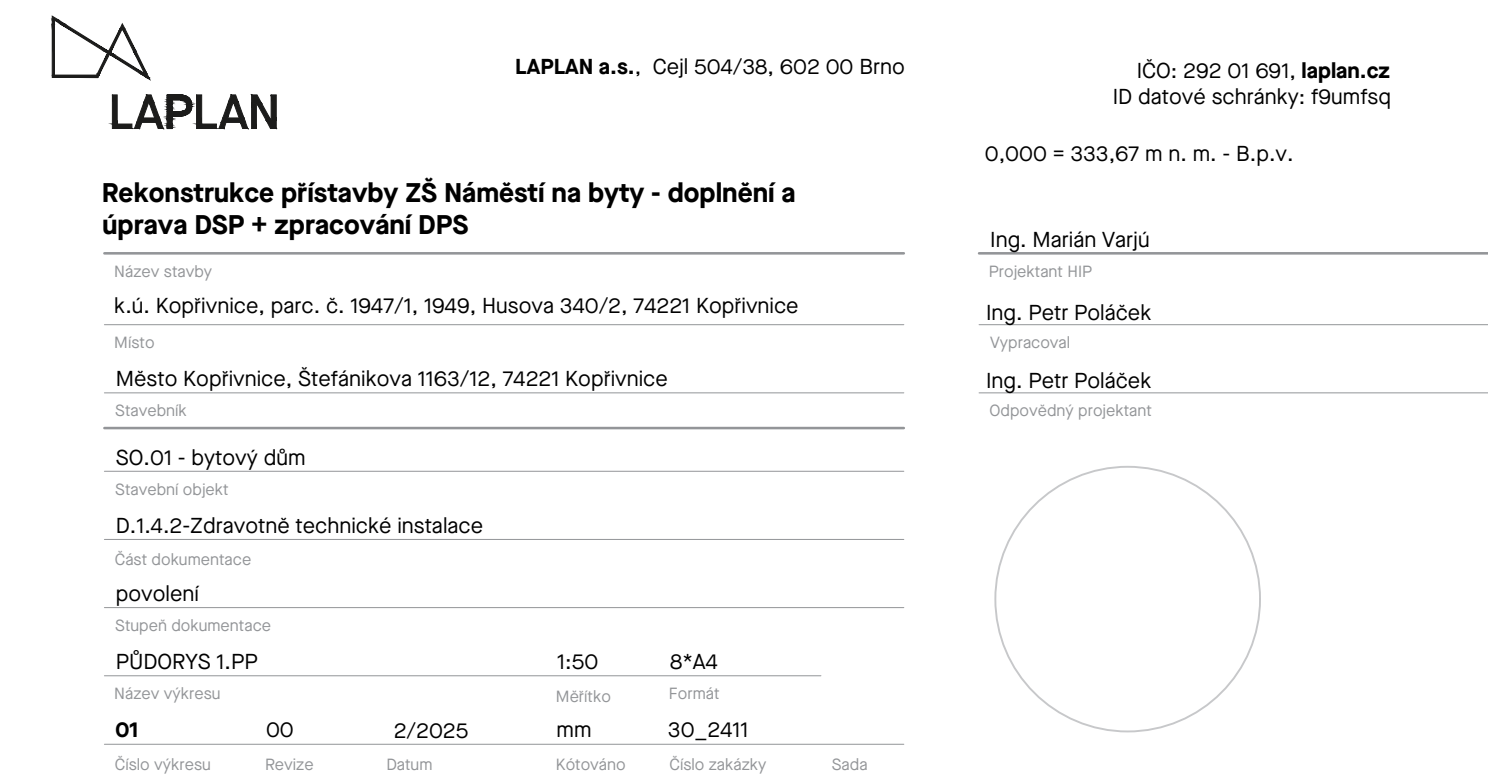 LAPLAN
LAPLAN a.s., Cejl 504/38, 602 00 Brno
IČO: 292 01 691, laplan.cz
ID datové schránky: f9umfsq
0,000 = 333,67 m n. m. - B.p.v.
Rekonstrukce přístavby ZŠ Náměstí na byty - doplnění a
úprava DSP + zpracování DPS
Název stavby
k.ú. Kopřivnice, parc. č. 1947/1, 1949, Husova 340/2, 74221 Kopřivnice
Místo
Město Kopřivnice, Štefánikova 1163/12, 74221 Kopřivnice
Stavebník
Ing. Marián Varjú
Projektant HIP
Ing. Petr Poláček
Vypracoval
Ing. Petr Poláček
Odpovědný projektant
SO.01 - bytový dům
Stavební objekt
D.1.4.2-Zdravotně technické instalace
Část dokumentace
povolení
Stupeň dokumentace
PŮDORYS 1.PP 1:50 8*A4
Název výkresu Měřítko Formát
01 00 2/2025 mm 30_2411
Číslo výkresu Revize Datum Kótováno Číslo zakázky Sada